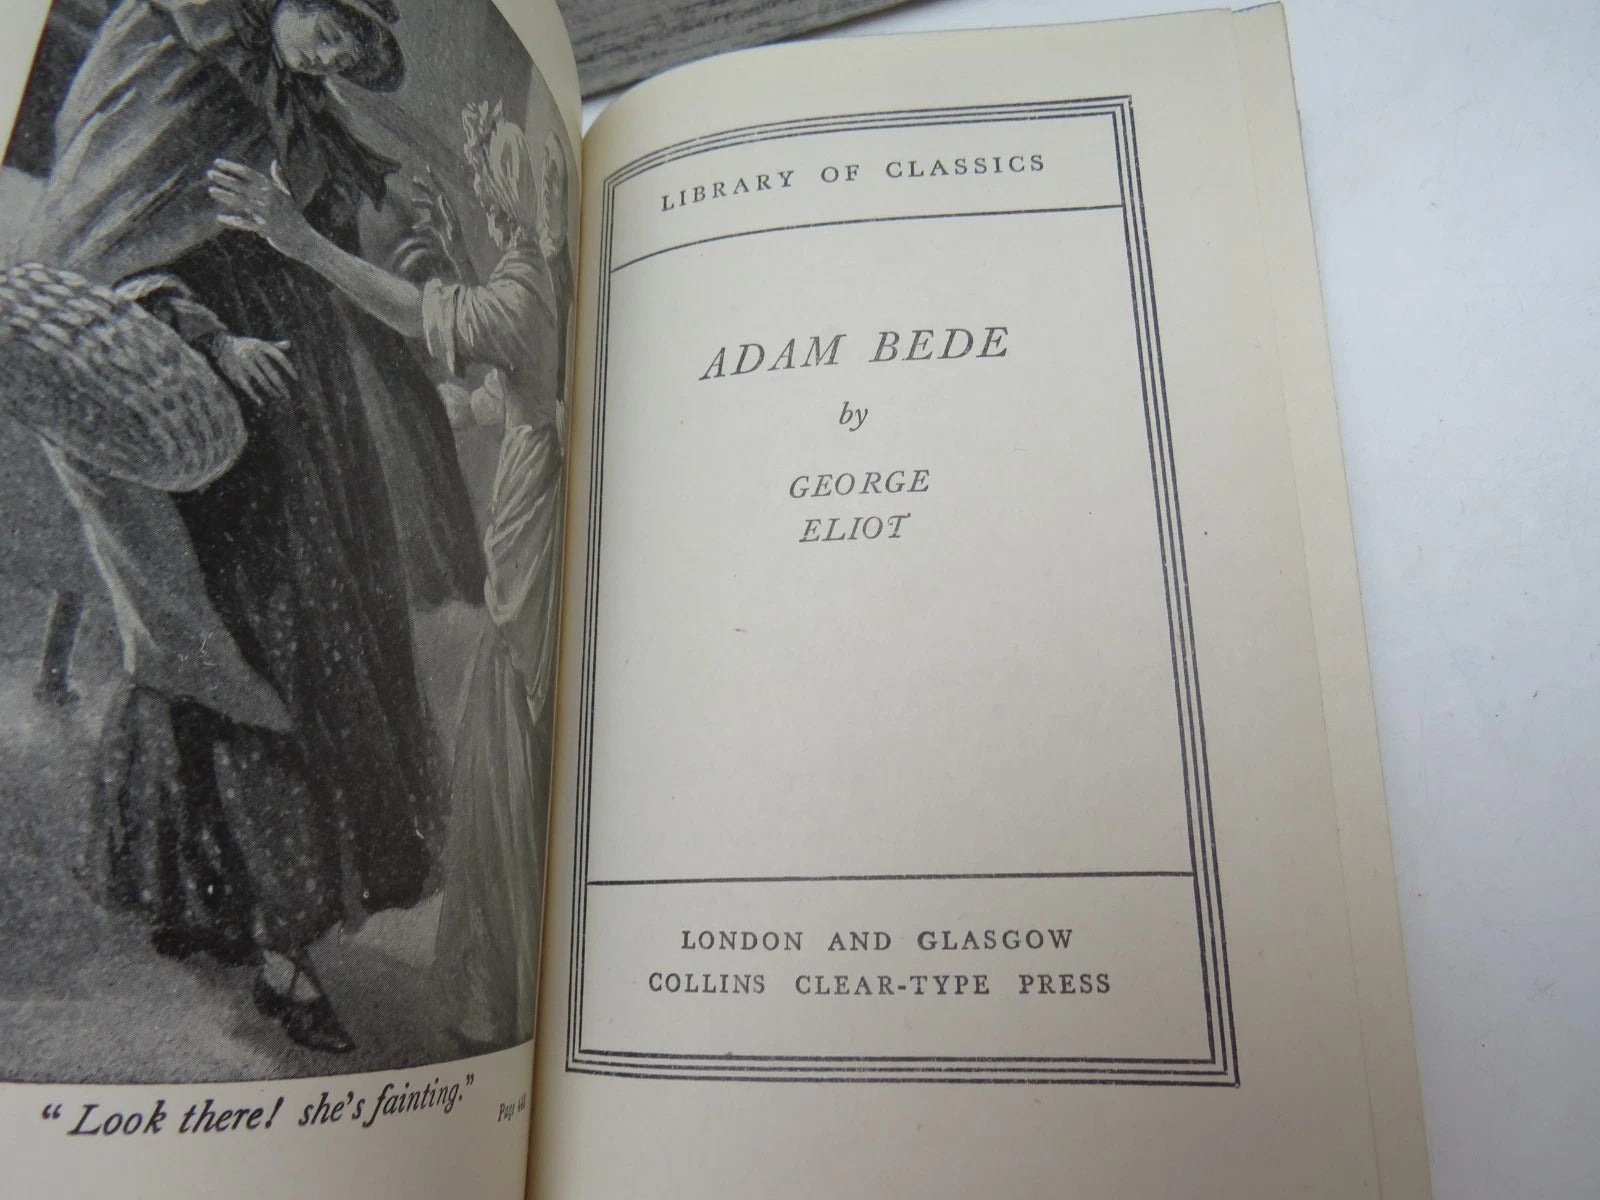 "Look there! she's fainting."
Page
LIBRARY OF CLASSICS
ADAM BEDE
by
GEORGE
ELIOT
LONDON AND GLASGOW
COLLINS CLEAR-TYPE PRESS